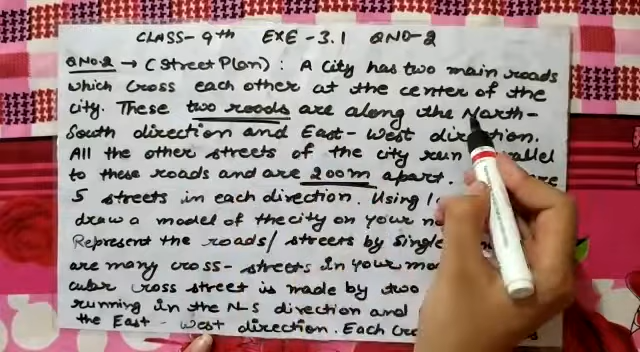 CLASS- 9th EXE - 3.1 QNO-2
QNo.2 → (Street Plan) : A city has two main roads
which cross each other at the center of the
city. These two roads are along the North-
South direction and East - West direction.
All the other streets of the city run parallel
to these roads and are 200m apart.
5 streets in each direction. Using
draw a model of the city on your
Represent the roads/ streets by single
are many cross- streets in your
cular cross street is made by two
running in the N-S direction and
the East - West direction. Each